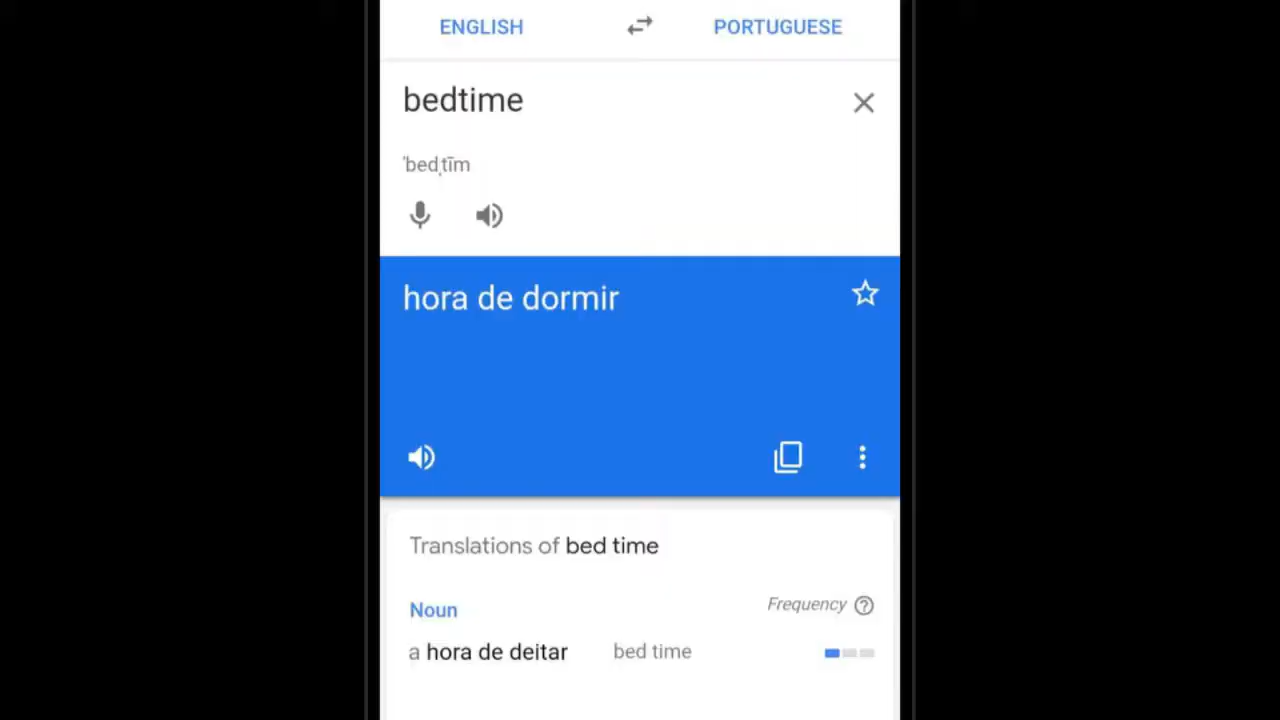 ENGLISH PORTUGUESE
bedtime
ˈbedˌtīm
hora de dormir
Translations of bed time
Noun Frequency ?
a hora de deitar bed time